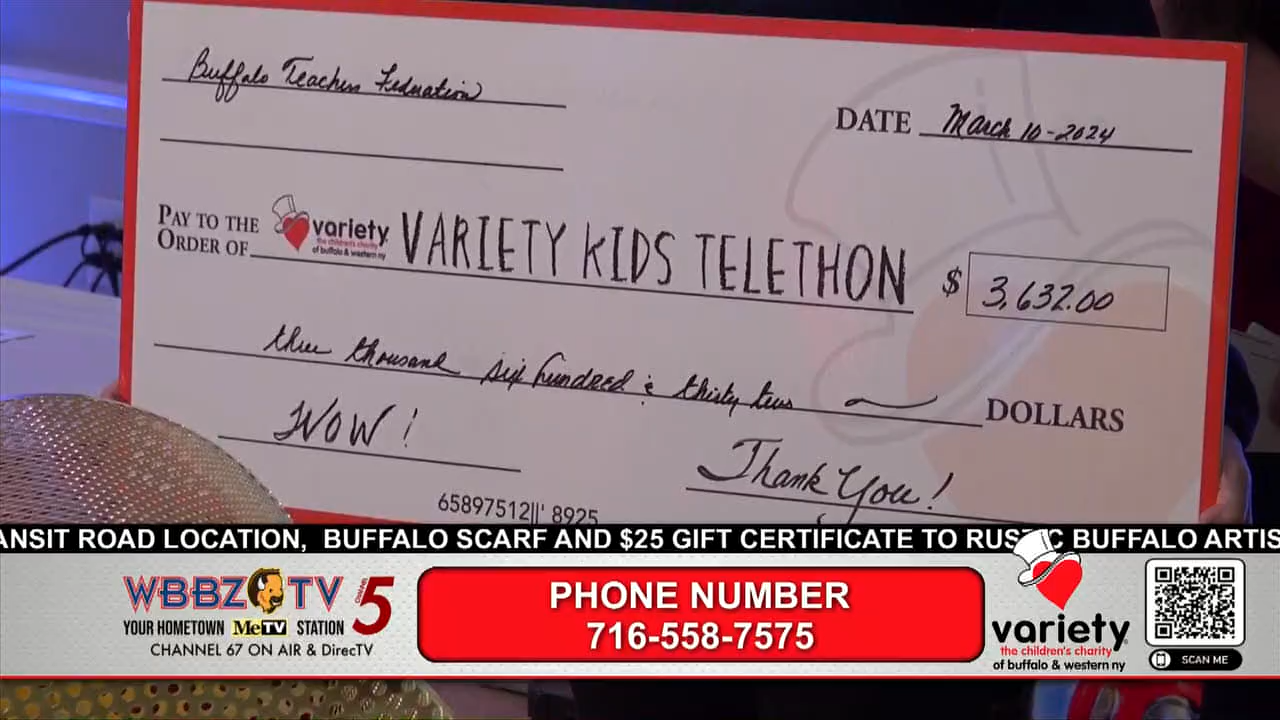 Buffalo Teachers Federation
DATE March 10-2024
PAY TO THE ORDER OF
variety
the children's charity
of buffalo & western ny
VARIETY KIDS TELETHON
$ 3,632.00
three thousand six hundred & thirty two DOLLARS
WOW!
Thank You!
65897512||' 8925
ANSIT ROAD LOCATION, BUFFALO SCARF AND $25 GIFT CERTIFICATE TO RUSTIC BUFFALO ARTIS
WBBZ TV CHANNEL 5
YOUR HOMETOWN MeTV STATION
CHANNEL 67 ON AIR & DirecTV
PHONE NUMBER
716-558-7575
variety
the children's charity
of buffalo & western ny
SCAN ME